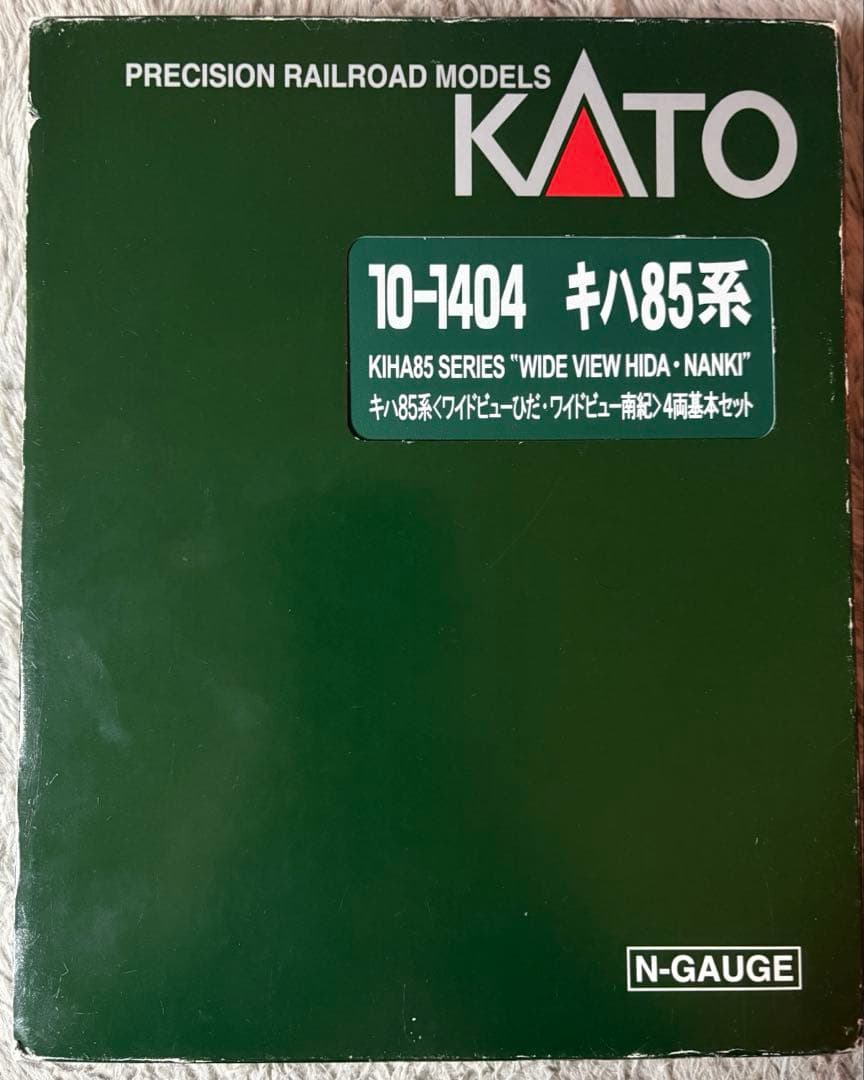 PRECISION RAILROAD MODELS
KATO
10-1404 キハ85系
KIHA85 SERIES "WIDE VIEW HIDA・NANKI"
キハ85系〈ワイドビューひだ・ワイドビュー南紀〉4両基本セット
N-GAUGE